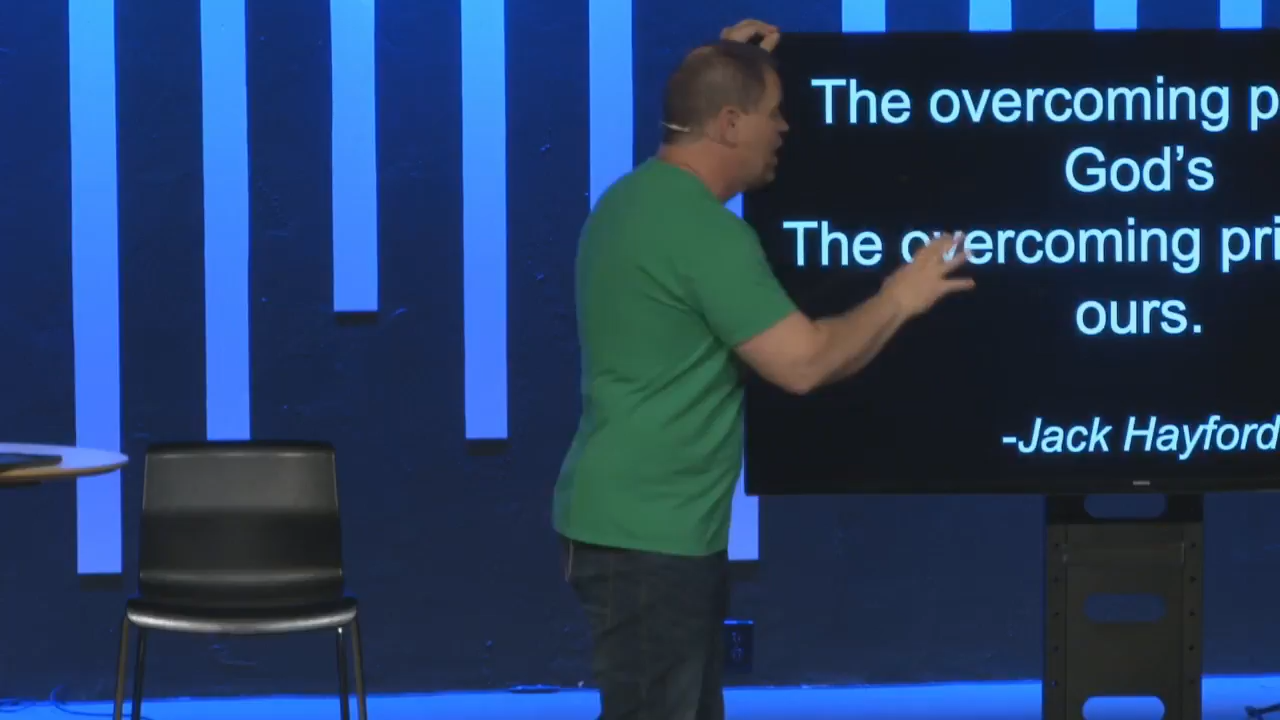 The overcoming p
God's
The overcoming pri
ours.
-Jack Hayford